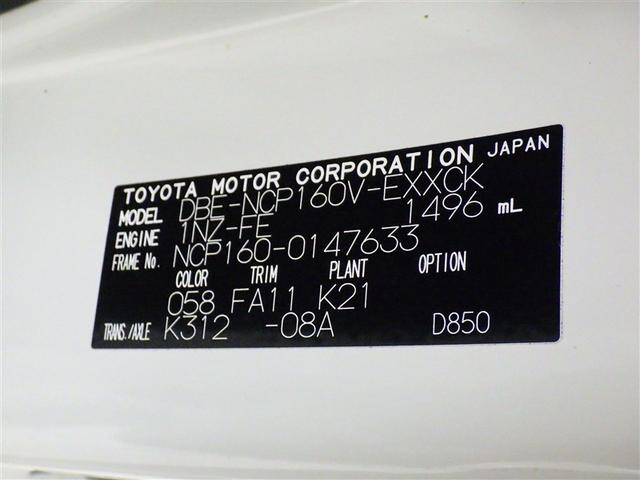 TOYOTA MOTOR CORPORATION JAPAN
MODEL DBE-NCP160V-EXXCK
ENGINE 1NZ-FE 1496 mL
FRAME No. NCP160-0147633
COLOR TRIM PLANT OPTION
058 FA11 K21
TRANS./AXLE K312 -08A D850